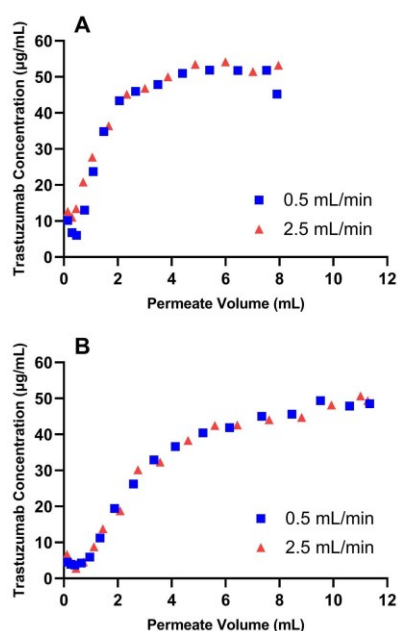 A
Trastuzumab Concentration (µg/mL)
60
50
40
30
20
10
0
0.5 mL/min
2.5 mL/min
0 2 4 6 8 10 12
Permeate Volume (mL)
B
Trastuzumab Concentration (µg/mL)
60
50
40
30
20
10
0
0.5 mL/min
2.5 mL/min
0 2 4 6 8 10 12
Permeate Volume (mL)